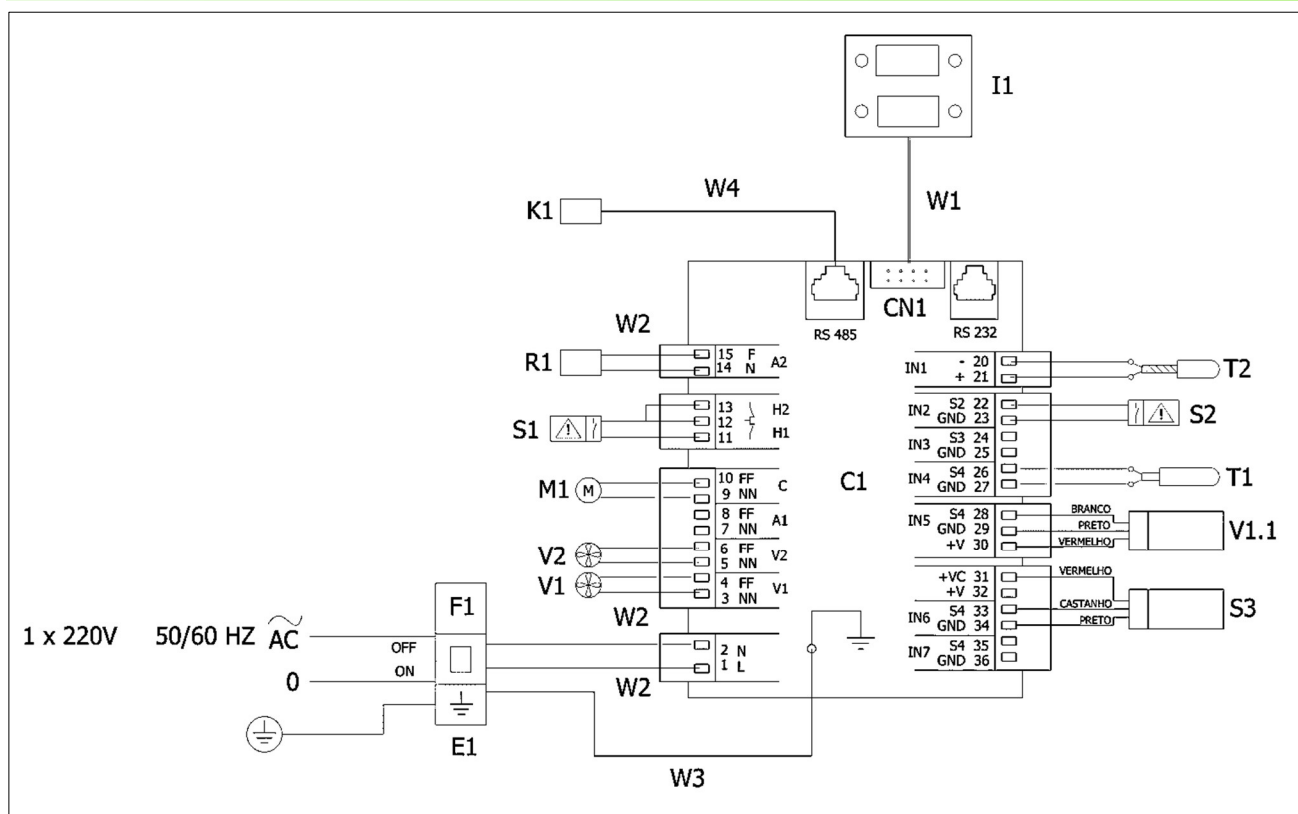 I1
W4
K1
W1
CN1
RS 485
RS 232
W2
R1
15 F
14 N
A2
S1
13
12
11
H2
H1
M1
10 FF
9 NN
C
8 FF
7 NN
A1
V2
6 FF
5 NN
V2
V1
4 FF
3 NN
V1
W2
2 N
1 L
W2
C1
IN1
- 20
+ 21
T2
IN2
S2 22
GND 23
S2
IN3
S3 24
GND 25
IN4
S4 26
GND 27
T1
IN5
S4 28
GND 29
+V 30
BRANCO
PRETO
VERMELHO
V1.1
+VC 31
+V 32
IN6
S4 33
GND 34
VERMELHO
CASTANHO
PRETO
S3
IN7
S4 35
GND 36
F1
1 x 220V 50/60 HZ AC
OFF
ON
0
E1
W3